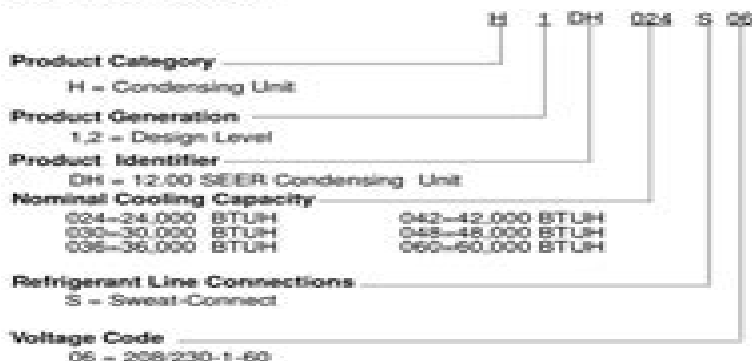 H 1 DH 024 S 06
Product Category
H = Condensing Unit
Product Generation
1,2 = Design Level
Product Identifier
DH = 12.00 SEER Condensing Unit
Nominal Cooling Capacity
024=24,000 BTUH 042=42,000 BTUH
030=30,000 BTUH 048=48,000 BTUH
036=36,000 BTUH 060=60,000 BTUH
Refrigerant Line Connections
S = Sweat-Connect
Voltage Code
06 = 208/230-1-60